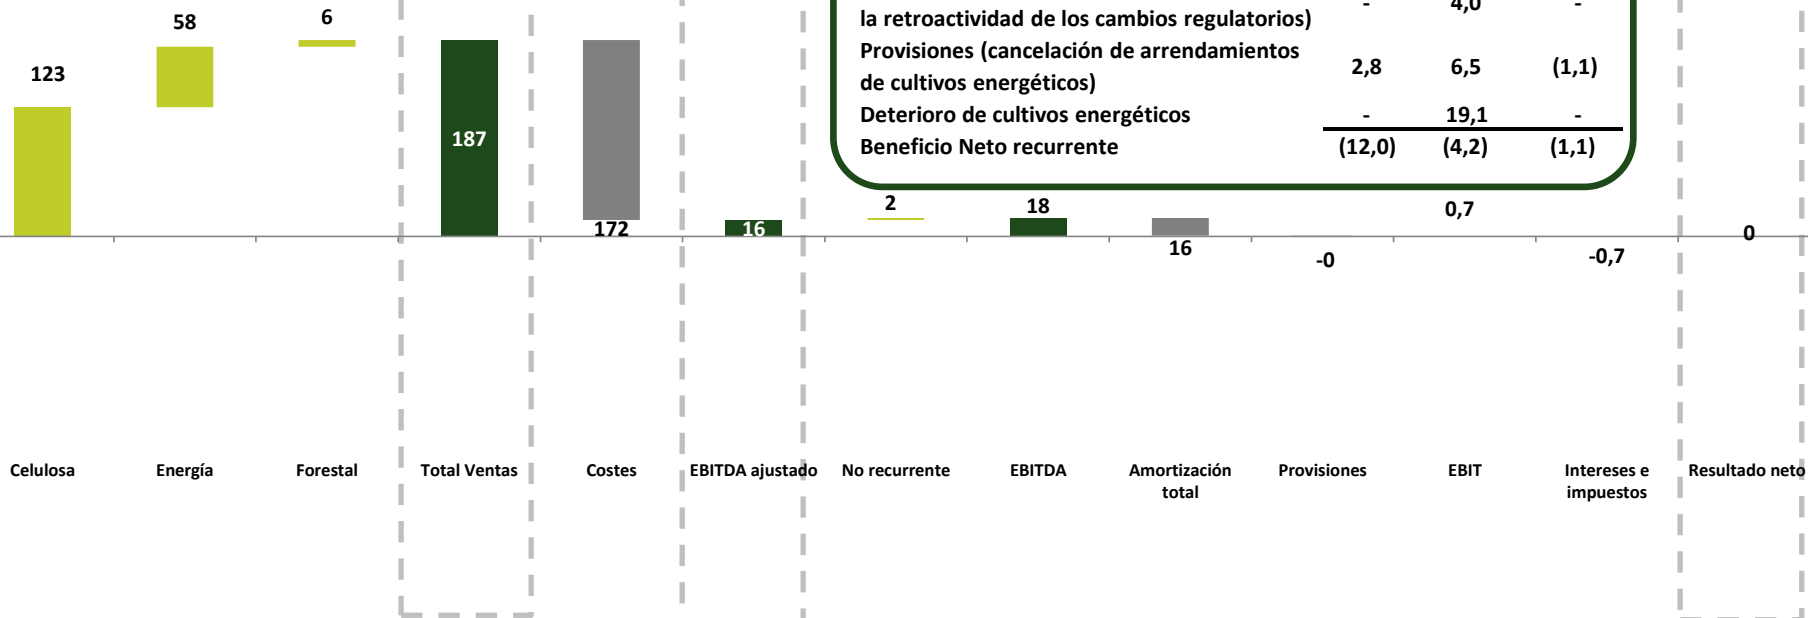 58
6
123
187
172
16
la retroactividad de los cambios regulatorios) - 4,0 -
Provisiones (cancelación de arrendamientos
de cultivos energéticos) 2,8 6,5 (1,1)
Deterioro de cultivos energéticos - 19,1 -
Beneficio Neto recurrente (12,0) (4,2) (1,1)
2
18
16
-0
0,7
-0,7
0
Celulosa
Energía
Forestal
Total Ventas
Costes
EBITDA ajustado
No recurrente
EBITDA
Amortización
total
Provisiones
EBIT
Intereses e
impuestos
Resultado neto